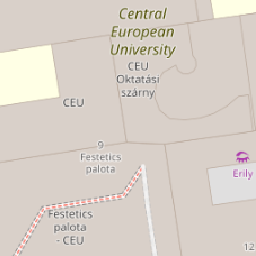 Central
European
University
CEU
Oktatási
szárny
CEU
9
Festetics
palota
Erily
Festetics
palota
- CEU
12